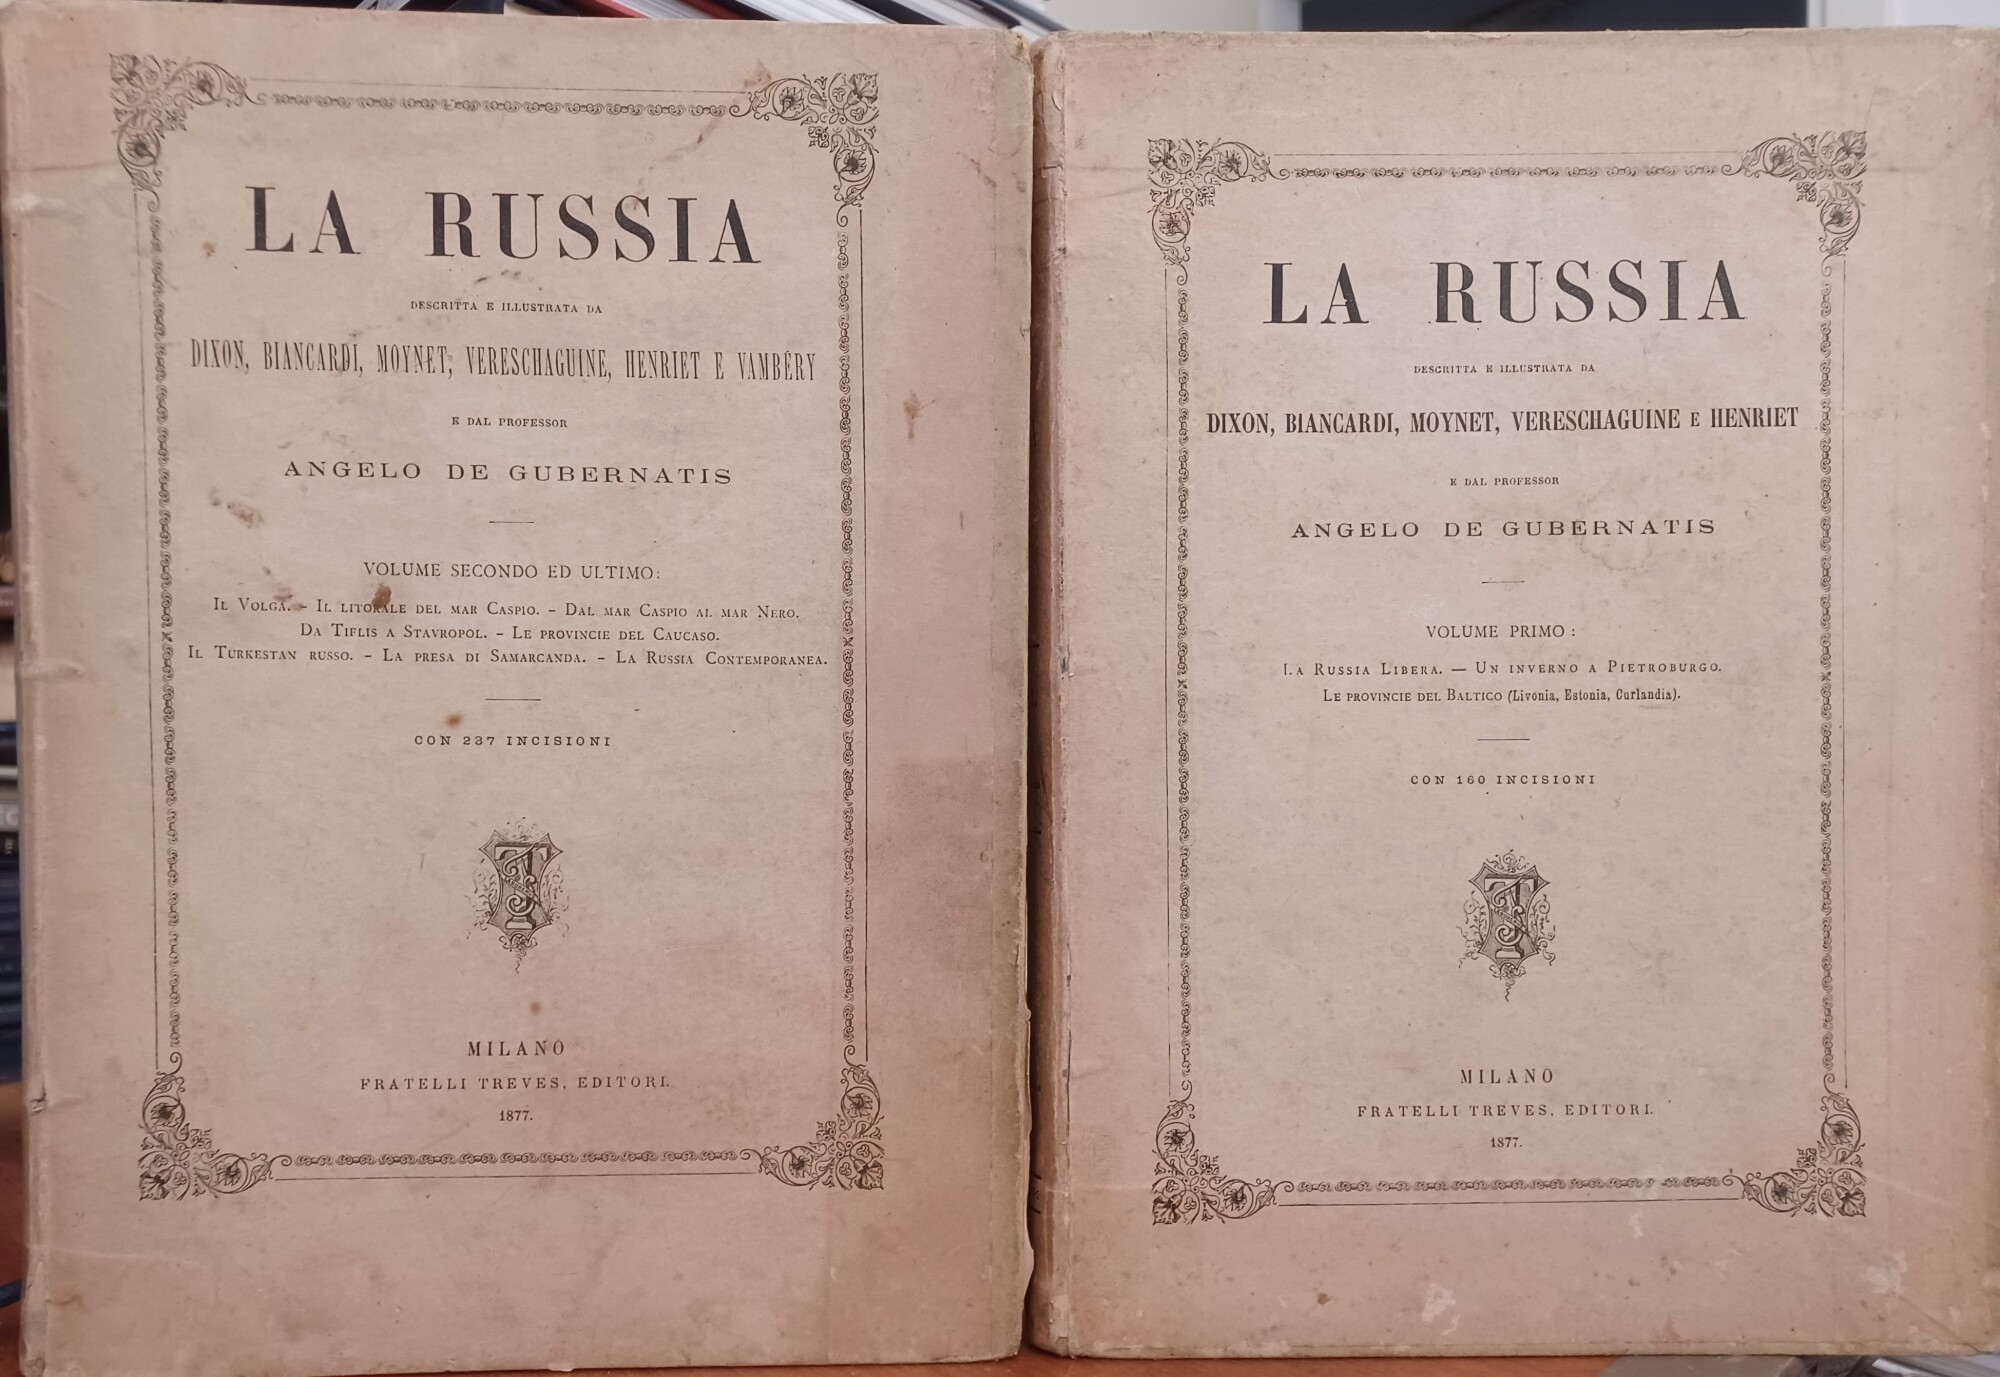 LA RUSSIA
DESCRITTA E ILLUSTRATA DA
DIXON, BIANCARDI, MOYNET, VERESCHAGUINE, HENRIET E VAMBÉRY
E DAL PROFESSOR
ANGELO DE GUBERNATIS
VOLUME SECONDO ED ULTIMO:
IL VOLGA. - IL LITORALE DEL MAR CASPIO. - DAL MAR CASPIO AL MAR NERO.
DA TIFLIS A STAVROPOL. - LE PROVINCIE DEL CAUCASO.
IL TURKESTAN RUSSO. - LA PRESA DI SAMARCANDA. - LA RUSSIA CONTEMPORANEA.
CON 237 INCISIONI
MILANO
FRATELLI TREVES, EDITORI.
1877.
LA RUSSIA
DESCRITTA E ILLUSTRATA DA
DIXON, BIANCARDI, MOYNET, VERESCHAGUINE E HENRIET
E DAL PROFESSOR
ANGELO DE GUBERNATIS
VOLUME PRIMO:
LA RUSSIA LIBERA. — UN INVERNO A PIETROBURGO.
LE PROVINCIE DEL BALTICO (Livonia, Estonia, Curlandia).
CON 160 INCISIONI
MILANO
FRATELLI TREVES, EDITORI.
1877.